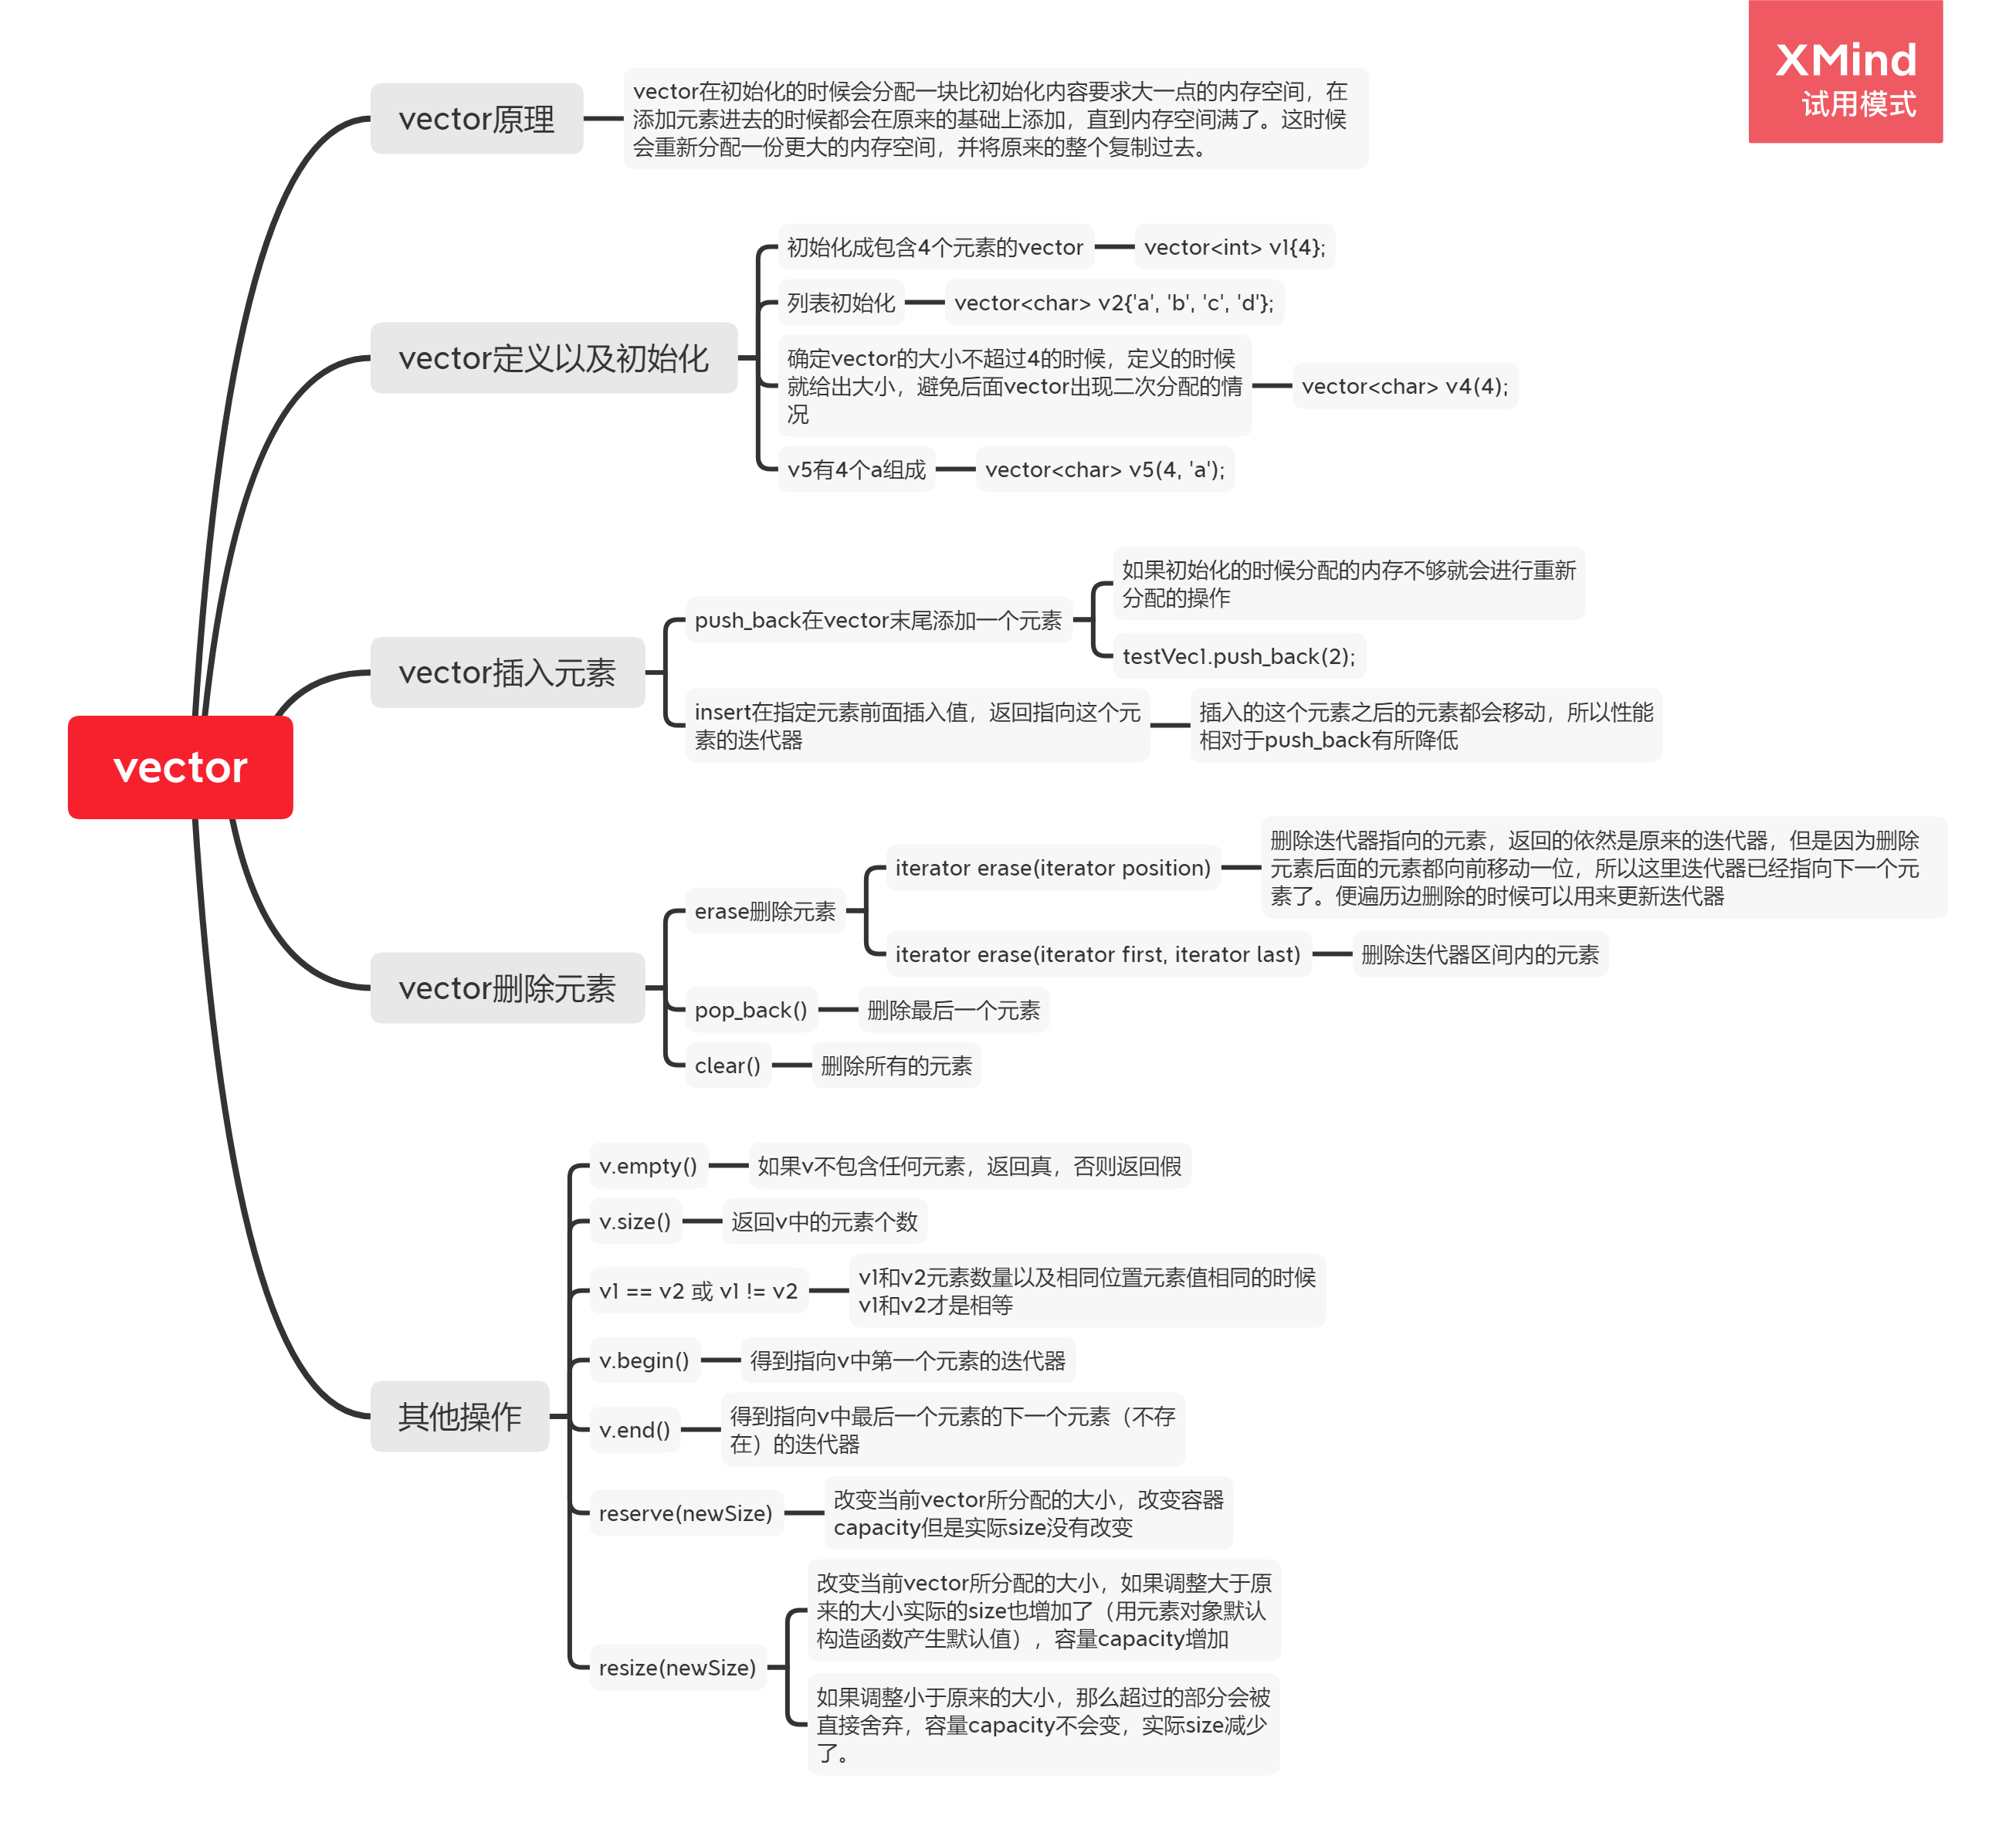 XMind
试用模式
vector
vector原理
vector在初始化的时候会分配一块比初始化内容要求大一点的内存空间，在
添加元素进去的时候都会在原来的基础上添加，直到内存空间满了。这时候
会重新分配一份更大的内存空间，并将原来的整个复制过去。
vector定义以及初始化
初始化成包含4个元素的vector
vector<int> v1{4};
列表初始化
vector<char> v2{'a', 'b', 'c', 'd'};
确定vector的大小不超过4的时候，定义的时候
就给出大小，避免后面vector出现二次分配的情
况
vector<char> v4(4);
v5有4个a组成
vector<char> v5(4, 'a');
vector插入元素
push_back在vector末尾添加一个元素
如果初始化的时候分配的内存不够就会进行重新
分配的操作
testVec1.push_back(2);
insert在指定元素前面插入值，返回指向这个元
素的迭代器
插入的这个元素之后的元素都会移动，所以性能
相对于push_back有所降低
vector删除元素
erase删除元素
iterator erase(iterator position)
删除迭代器指向的元素，返回的依然是原来的迭代器，但是因为删除
元素后面的元素都向前移动一位，所以这里迭代器已经指向下一个元
素了。便遍历边删除的时候可以用来更新迭代器
iterator erase(iterator first, iterator last)
删除迭代器区间内的元素
pop_back()
删除最后一个元素
clear()
删除所有的元素
其他操作
v.empty()
如果v不包含任何元素，返回真，否则返回假
v.size()
返回v中的元素个数
v1 == v2 或 v1 != v2
v1和v2元素数量以及相同位置元素值相同的时候
v1和v2才是相等
v.begin()
得到指向v中第一个元素的迭代器
v.end()
得到指向v中最后一个元素的下一个元素（不存
在）的迭代器
reserve(newSize)
改变当前vector所分配的大小，改变容器
capacity但是实际size没有改变
resize(newSize)
改变当前vector所分配的大小，如果调整大于原
来的大小实际的size也增加了（用元素对象默认
构造函数产生默认值），容量capacity增加
如果调整小于原来的大小，那么超过的部分会被
直接舍弃，容量capacity不会变，实际size减少
了。